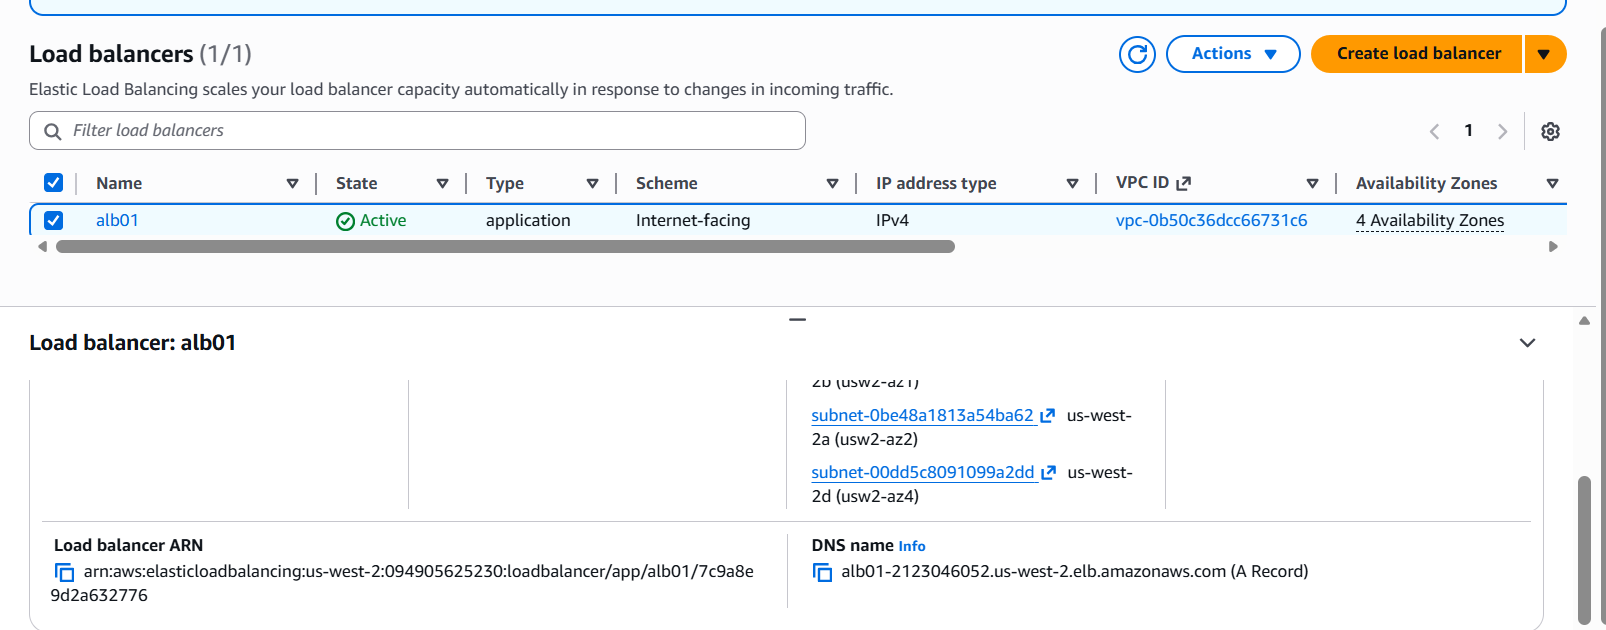 Load balancers (1/1)
Actions
Create load balancer
Elastic Load Balancing scales your load balancer capacity automatically in response to changes in incoming traffic.
Filter load balancers
1
Name State Type Scheme IP address type VPC ID Availability Zones
alb01 Active application Internet-facing IPv4 vpc-0b50c36dcc66731c6 4 Availability Zones
Load balancer: alb01
2b (usw2-az1)
subnet-0be48a1813a54ba62 us-west-
2a (usw2-az2)
subnet-00dd5c8091099a2dd us-west-
2d (usw2-az4)
Load balancer ARN
arn:aws:elasticloadbalancing:us-west-2:094905625230:loadbalancer/app/alb01/7c9a8e
9d2a632776
DNS name Info
alb01-2123046052.us-west-2.elb.amazonaws.com (A Record)